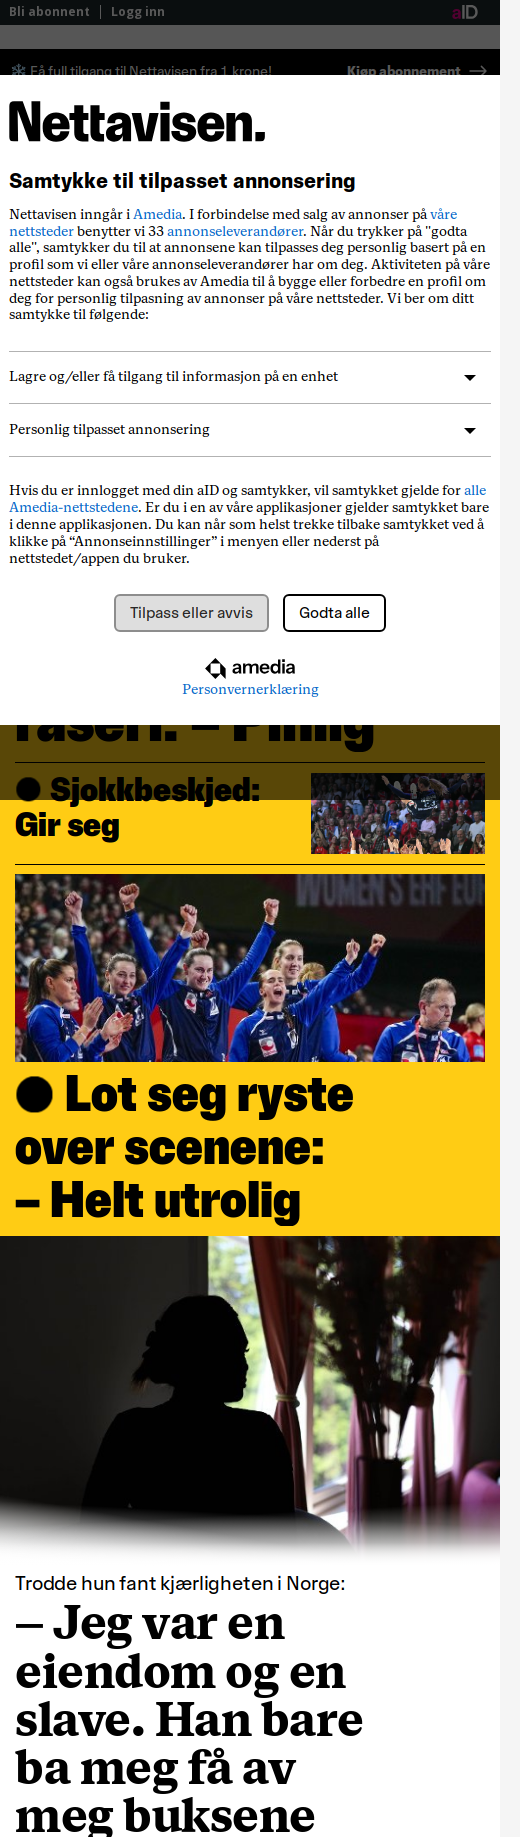 Bli abonnent | Logg inn
aID
Få full tilgang til Nettavisen fra 1 krone!
Kjøp abonnement
Nettavisen.
Samtykke til tilpasset annonsering
Nettavisen inngår i Amedia. I forbindelse med salg av annonser på våre
nettsteder benytter vi 33 annonseleverandører. Når du trykker på "godta
alle", samtykker du til at annonsene kan tilpasses deg personlig basert på en
profil som vi eller våre annonseleverandører har om deg. Aktiviteten på våre
nettsteder kan også brukes av Amedia til å bygge eller forbedre en profil om
deg for personlig tilpasning av annonser på våre nettsteder. Vi ber om ditt
samtykke til følgende:
Lagre og/eller få tilgang til informasjon på en enhet
Personlig tilpasset annonsering
Hvis du er innlogget med din aID og samtykker, vil samtykket gjelde for alle
Amedia-nettstedene. Er du i en av våre applikasjoner gjelder samtykket bare
i denne applikasjonen. Du kan når som helst trekke tilbake samtykket ved å
klikke på “Annonseinnstillinger” i menyen eller nederst på
nettstedet/appen du bruker.
Tilpass eller avvis
Godta alle
amedia
Personvernerklæring
raseri: – Pinlig
Sjokkbeskjed:
Gir seg
WOMEN'S EHF EU
Lot seg ryste
over scenene:
– Helt utrolig
Trodde hun fant kjærligheten i Norge:
– Jeg var en
eiendom og en
slave. Han bare
ba meg få av
meg buksene